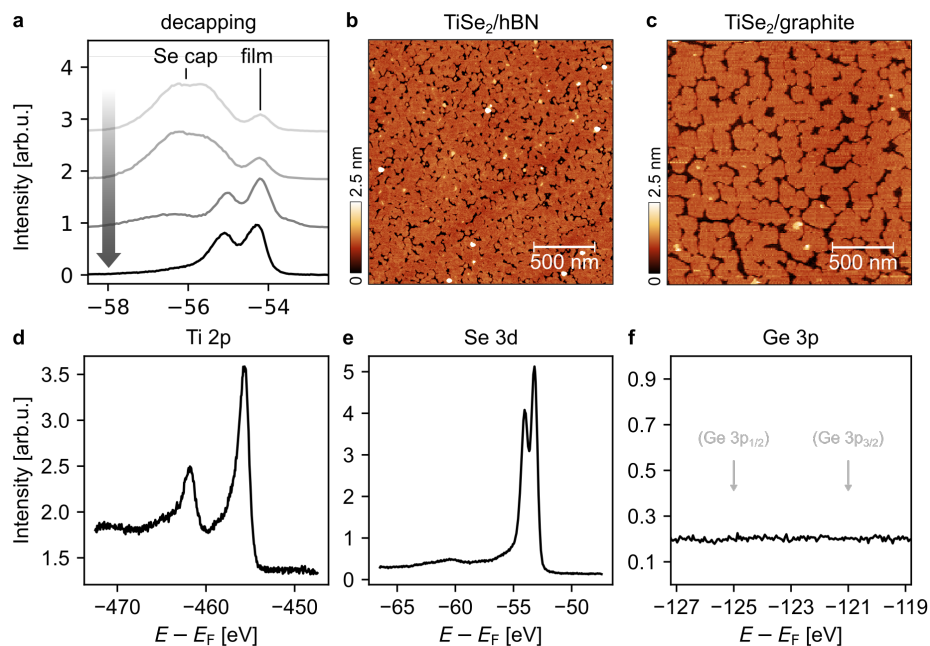 a decapping
b TiSe₂/hBN
c TiSe₂/graphite
Intensity [arb.u.]
4
3
2
1
0
Se cap film
−58 −56 −54
2.5 nm
0
500 nm
2.5 nm
0
500 nm
d Ti 2p
e Se 3d
f Ge 3p
Intensity [arb.u.]
3.5
3.0
2.5
2.0
1.5
−470 −460 −450
E − E_F [eV]
5
4
3
2
1
0
−65 −60 −55 −50
E − E_F [eV]
0.9
0.7
0.5
0.3
0.1
(Ge 3p₁/₂) (Ge 3p₃/₂)
−127 −125 −123 −121 −119
E − E_F [eV]